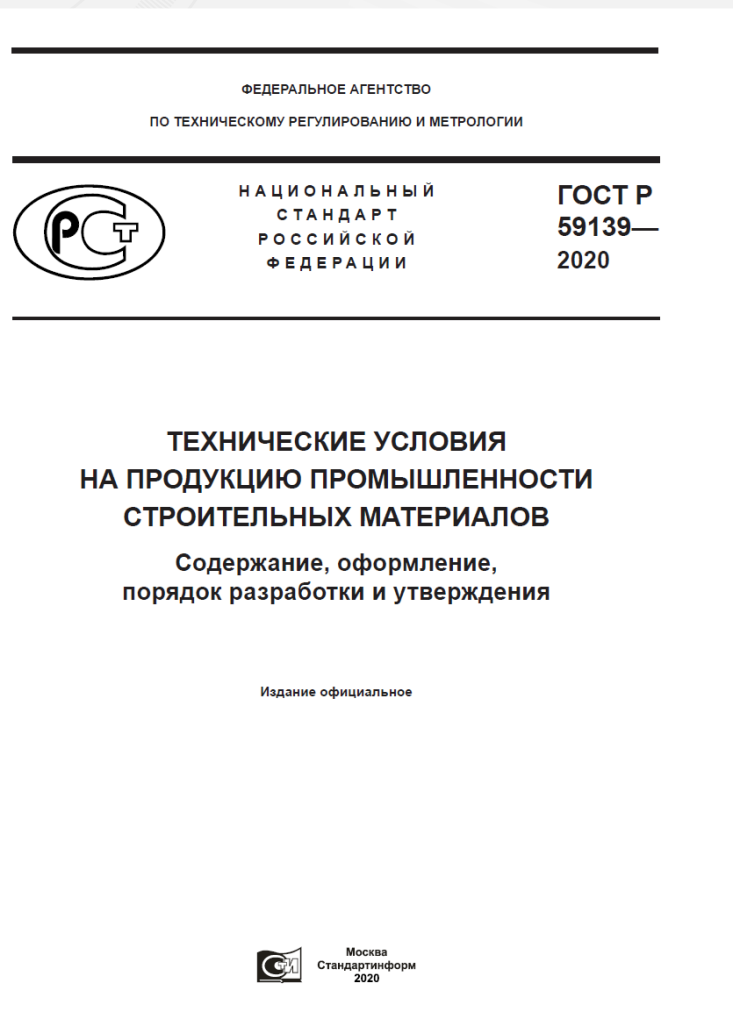 ФЕДЕРАЛЬНОЕ АГЕНТСТВО
ПО ТЕХНИЧЕСКОМУ РЕГУЛИРОВАНИЮ И МЕТРОЛОГИИ
НАЦИОНАЛЬНЫЙ
СТАНДАРТ
РОССИЙСКОЙ
ФЕДЕРАЦИИ
ГОСТ Р
59139—
2020
ТЕХНИЧЕСКИЕ УСЛОВИЯ
НА ПРОДУКЦИЮ ПРОМЫШЛЕННОСТИ
СТРОИТЕЛЬНЫХ МАТЕРИАЛОВ
Содержание, оформление,
порядок разработки и утверждения
Издание официальное
Москва
Стандартинформ
2020